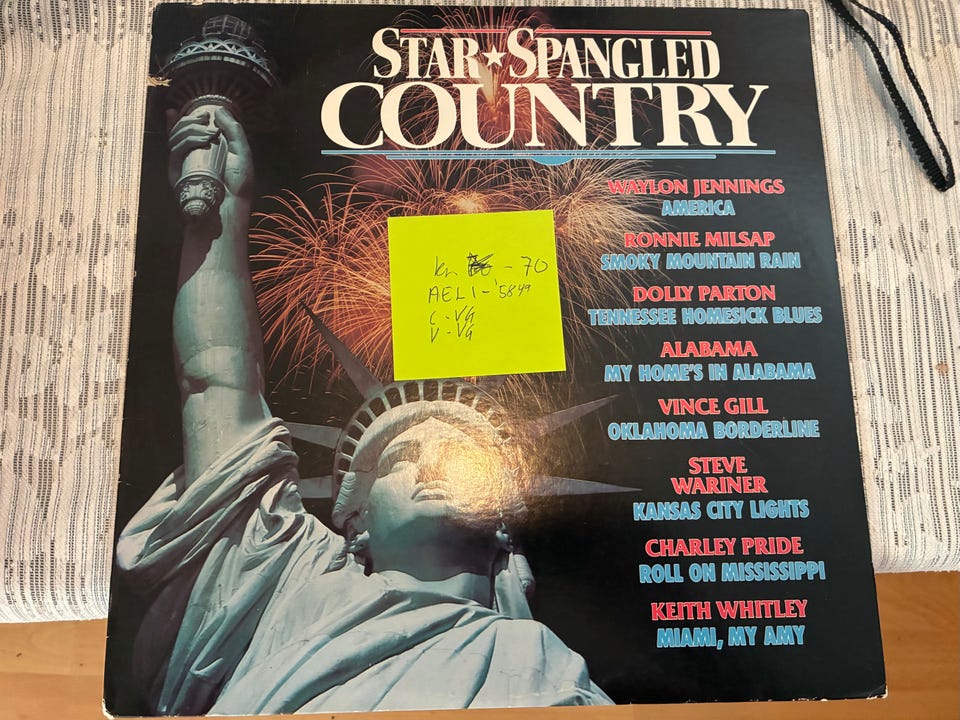 STAR★SPANGLED
COUNTRY
WAYLON JENNINGS
AMERICA
RONNIE MILSAP
SMOKY MOUNTAIN RAIN
DOLLY PARTON
TENNESSEE HOMESICK BLUES
ALABAMA
MY HOME'S IN ALABAMA
VINCE GILL
OKLAHOMA BORDERLINE
STEVE
WARINER
KANSAS CITY LIGHTS
CHARLEY PRIDE
ROLL ON MISSISSIPPI
KEITH WHITLEY
MIAMI, MY AMY
kr. - 70
AEL1-5849
C - VG
V - VG